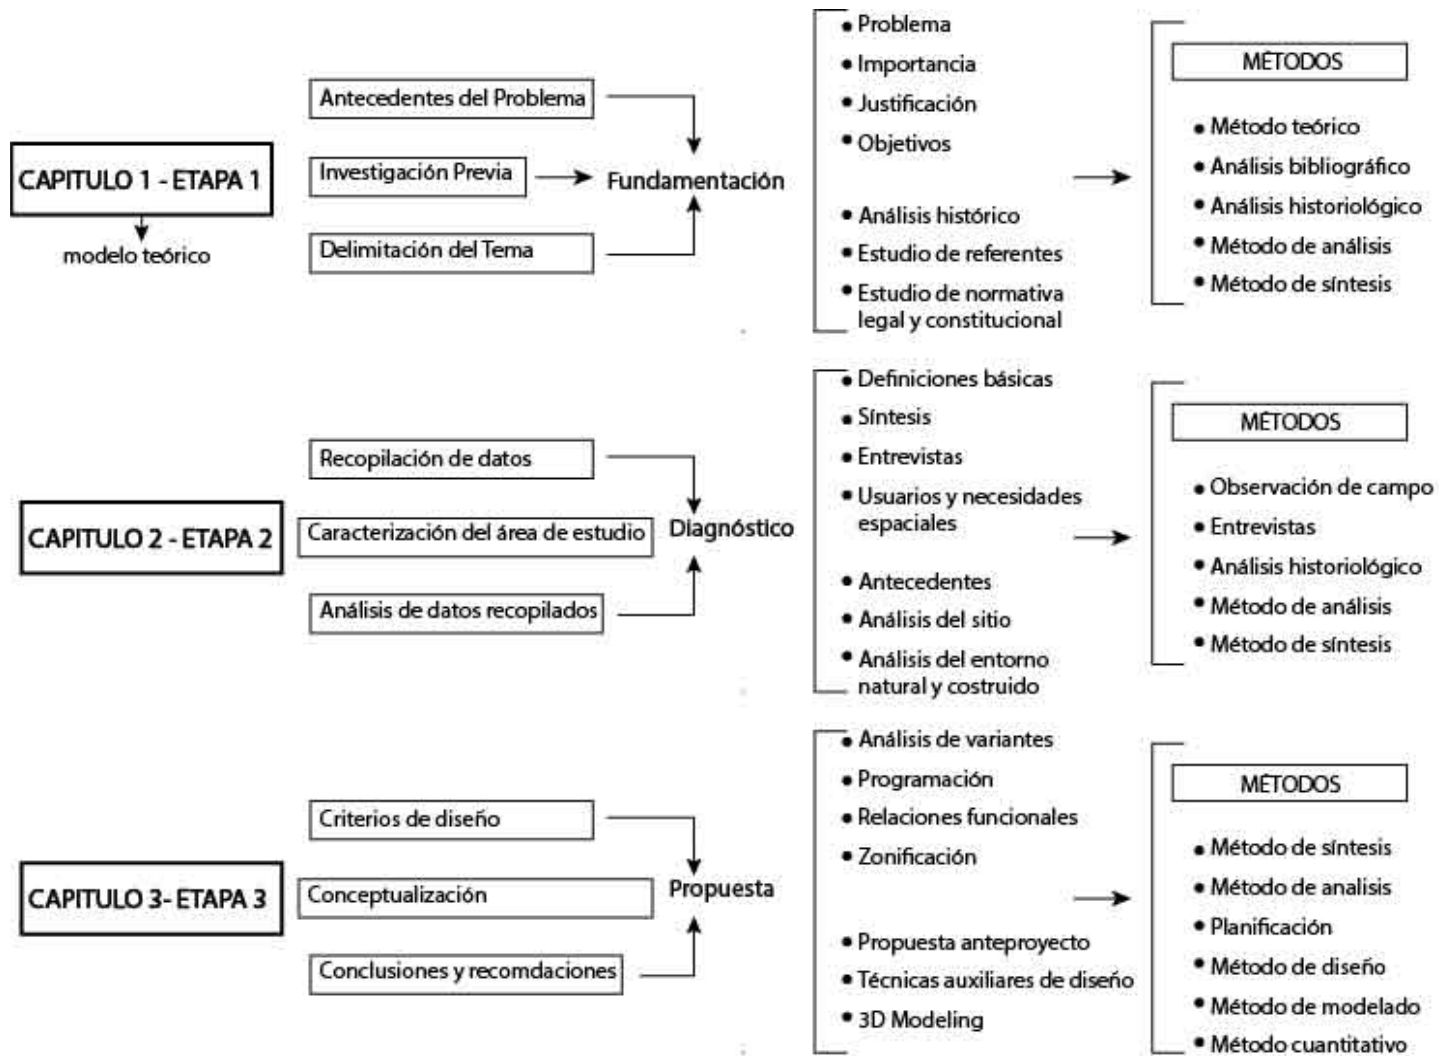 CAPITULO 1 - ETAPA 1
modelo teórico
Antecedentes del Problema
Investigación Previa
Delimitación del Tema
Fundamentación
Problema
Importancia
Justificación
Objetivos
Análisis histórico
Estudio de referentes
Estudio de normativa
legal y constitucional
MÉTODOS
Método teórico
Análisis bibliográfico
Análisis historiológico
Método de análisis
Método de síntesis
CAPITULO 2 - ETAPA 2
Recopilación de datos
Caracterización del área de estudio
Análisis de datos recopilados
Diagnóstico
Definiciones básicas
Síntesis
Entrevistas
Usuarios y necesidades
espaciales
Antecedentes
Análisis del sitio
Análisis del entorno
natural y costruido
MÉTODOS
Observación de campo
Entrevistas
Análisis historiológico
Método de análisis
Método de síntesis
CAPITULO 3- ETAPA 3
Criterios de diseño
Conceptualización
Conclusiones y recomdaciones
Propuesta
Análisis de variantes
Programación
Relaciones funcionales
Zonificación
Propuesta anteproyecto
Técnicas auxiliares de diseño
3D Modeling
MÉTODOS
Método de síntesis
Método de analisis
Planificación
Método de diseño
Método de modelado
Método cuantitativo